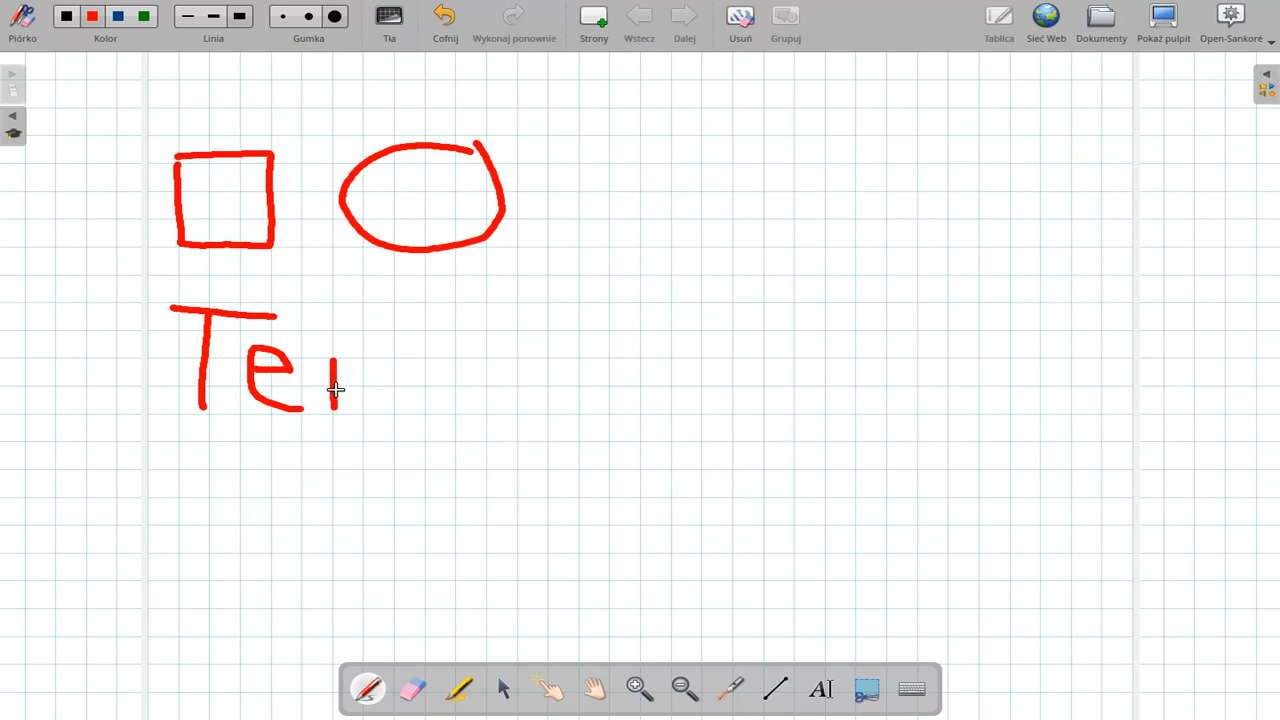 Piórko Kolor Linia Gumka Tła Cofnij Wykonaj ponownie Strony Wstecz Dalej Usuń Grupuj Tablica Sieć Web Dokumenty Pokaż pulpit Open-Sankoré
Te
AI